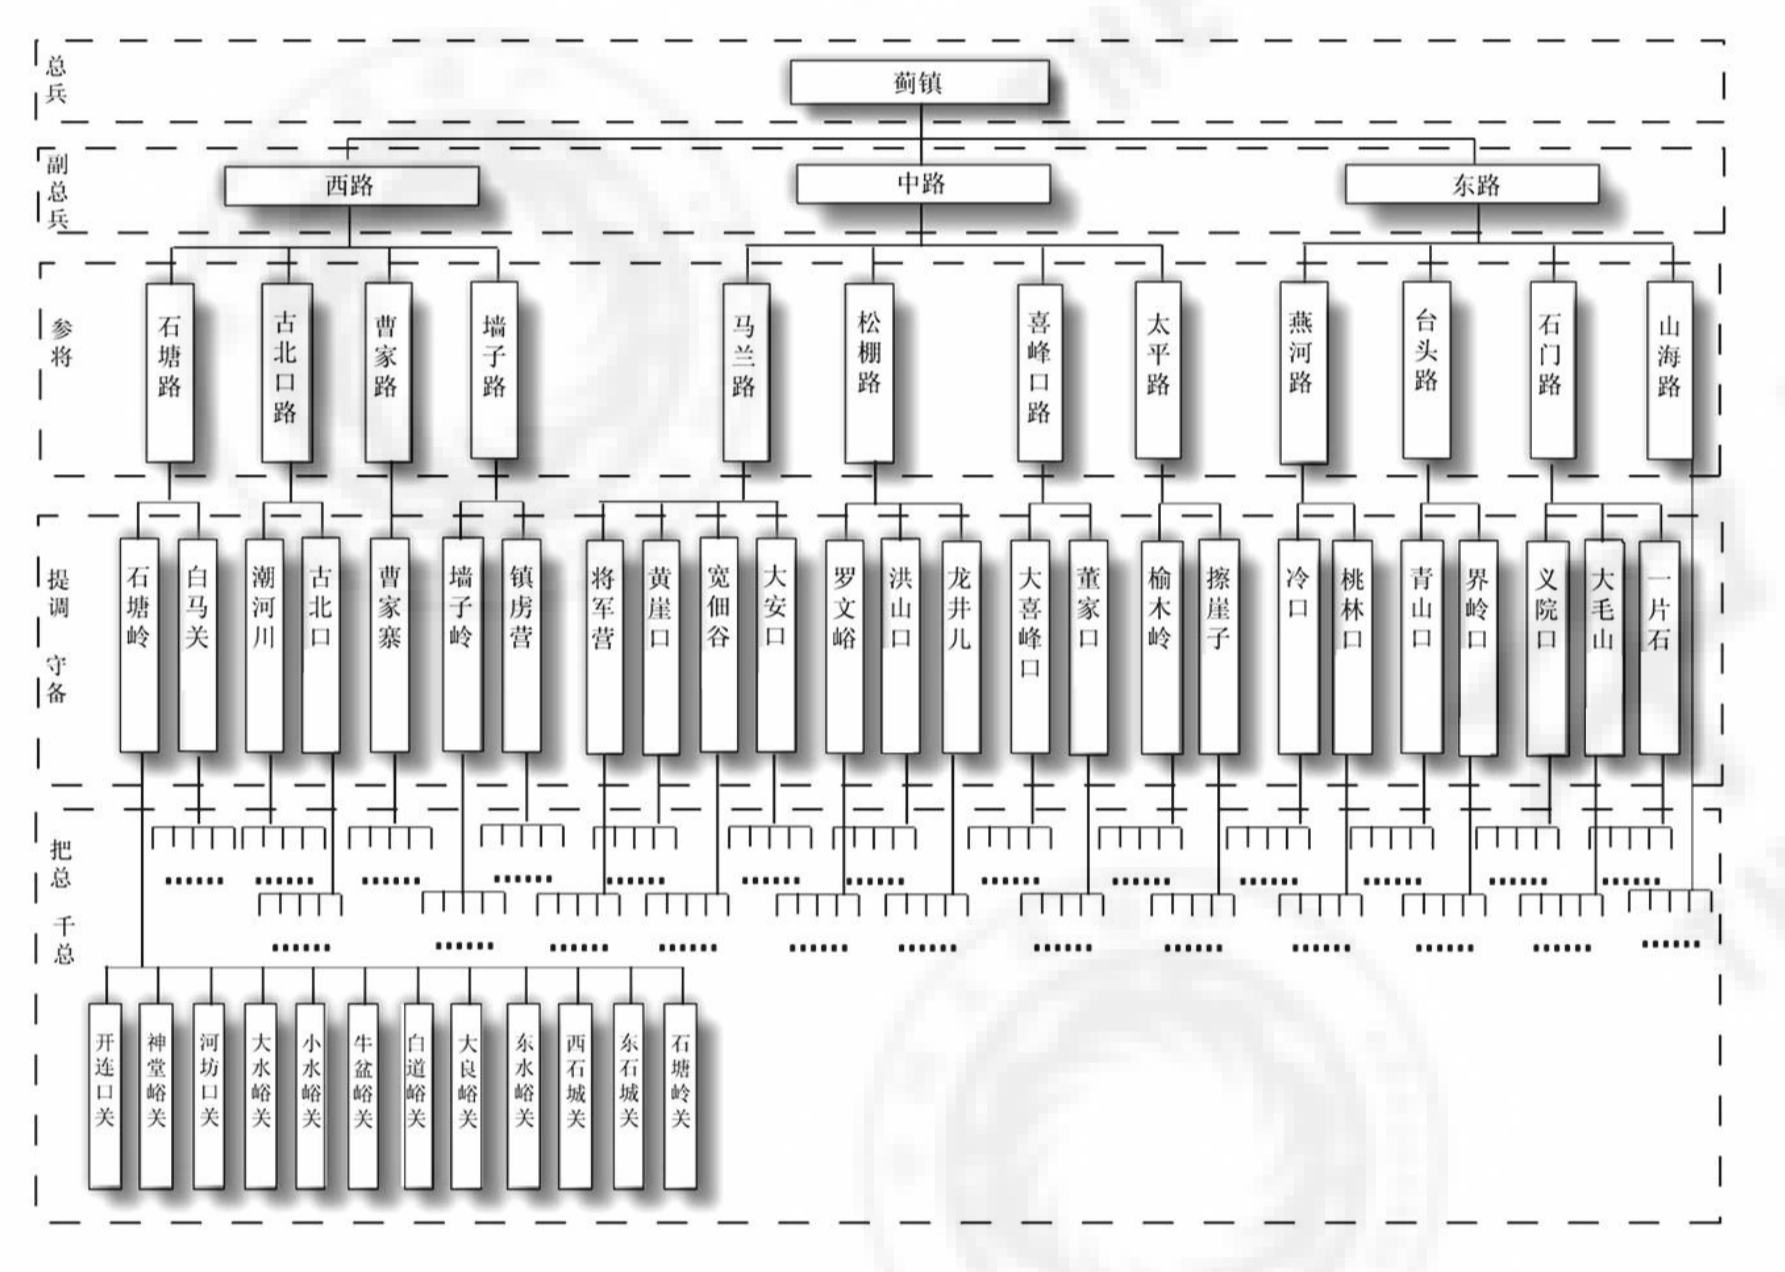 总兵
蓟镇
副总兵
西路
中路
东路
参将
石塘路
古北口路
曹家路
墙子路
马兰路
松棚路
喜峰口路
太平路
燕河路
台头路
石门路
山海路
提调 守备
石塘岭
白马关
潮河川
古北口
曹家寨
墙子岭
镇虏营
将军营
黄崖口
宽佃谷
大安口
罗文峪
洪山口
龙井儿
大喜峰口
董家口
榆木岭
擦崖子
冷口
桃林口
青山口
界岭口
义院口
大毛山
一片石
把总 千总
开连口关
神堂峪关
河坊口关
大水峪关
小水峪关
牛盆峪关
白道峪关
大良峪关
东水峪关
西石城关
东石城关
石塘岭关